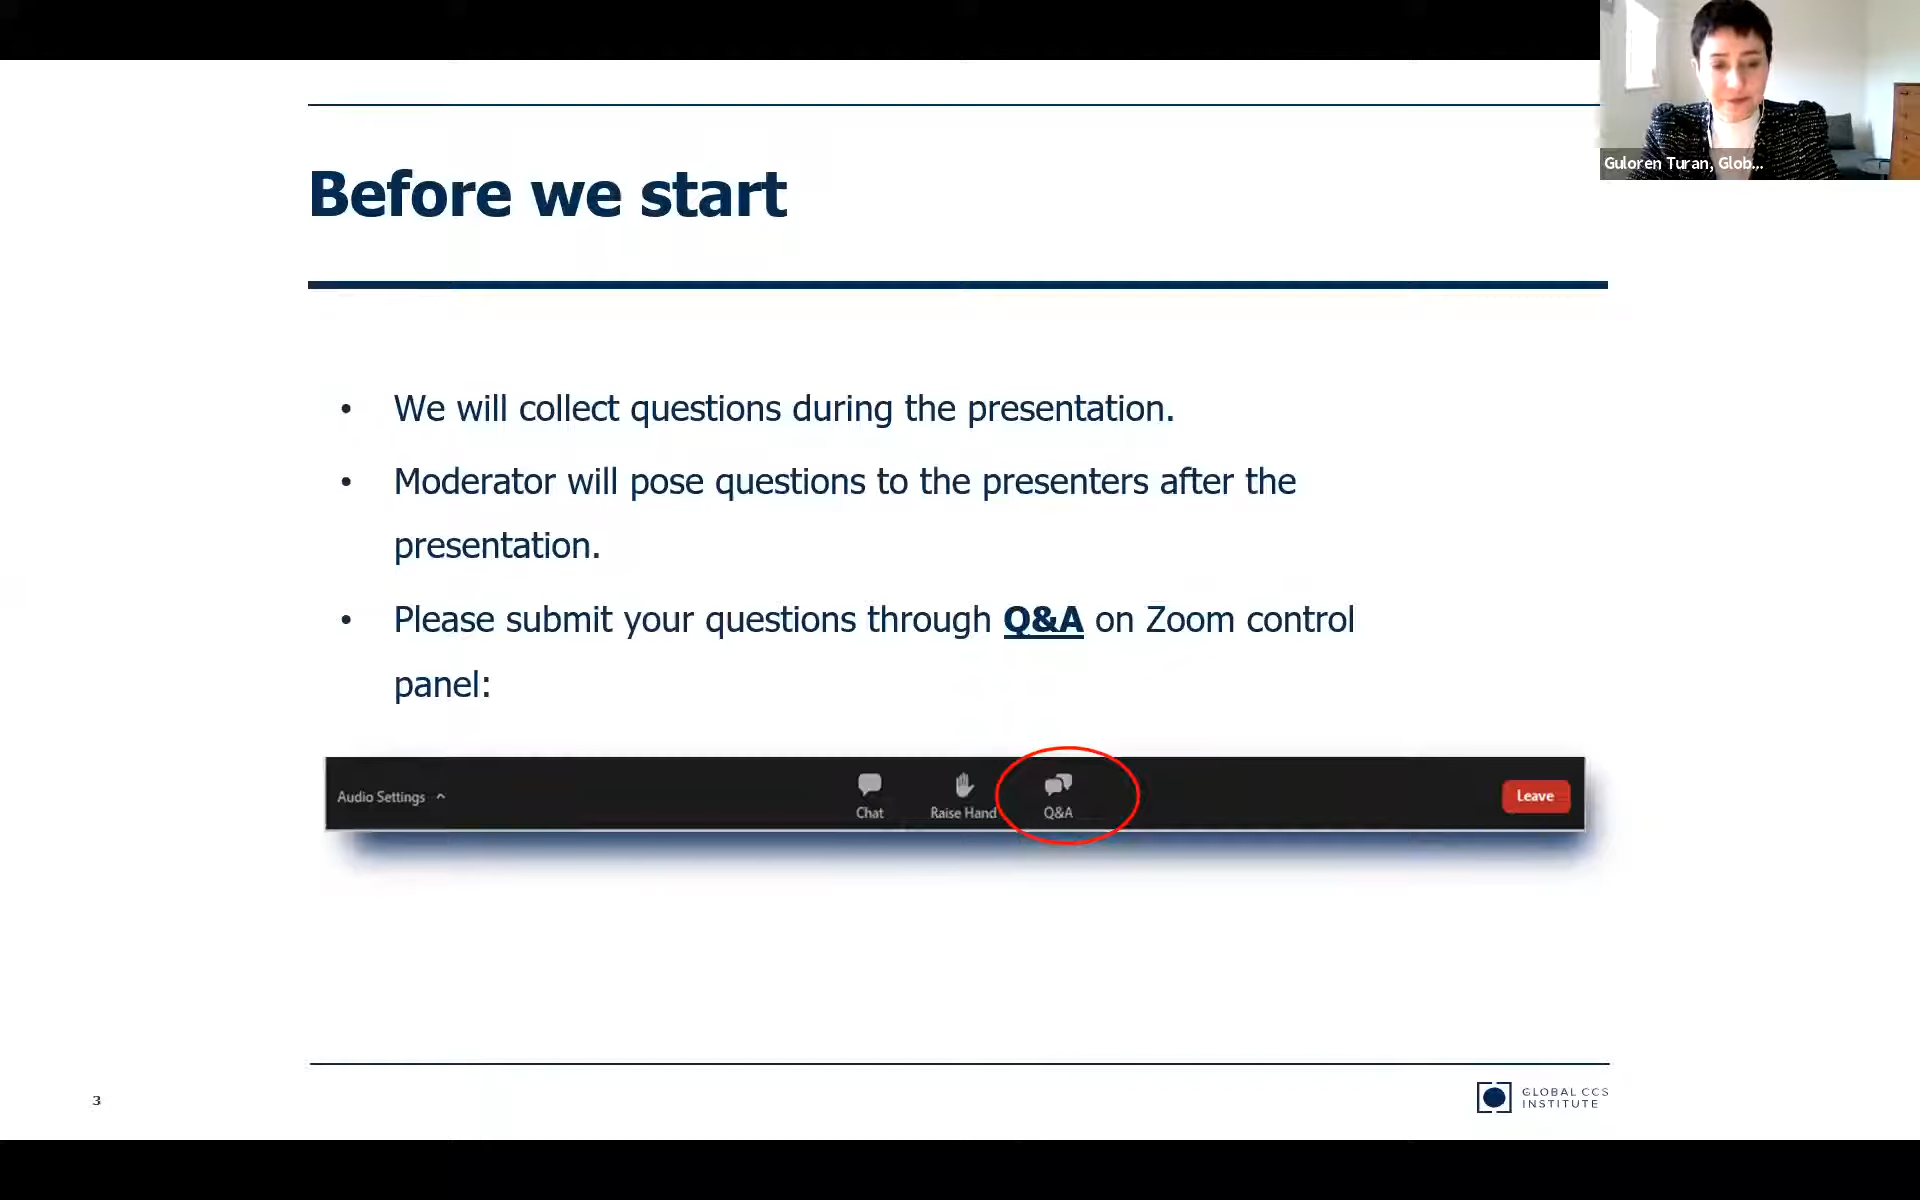 Guloren Turan, Glob...
Before we start
• We will collect questions during the presentation.
• Moderator will pose questions to the presenters after the
presentation.
• Please submit your questions through Q&A on Zoom control
panel:
Audio Settings ^
Chat
Raise Hand
Q&A
Leave
3
GLOBAL CCS
INSTITUTE